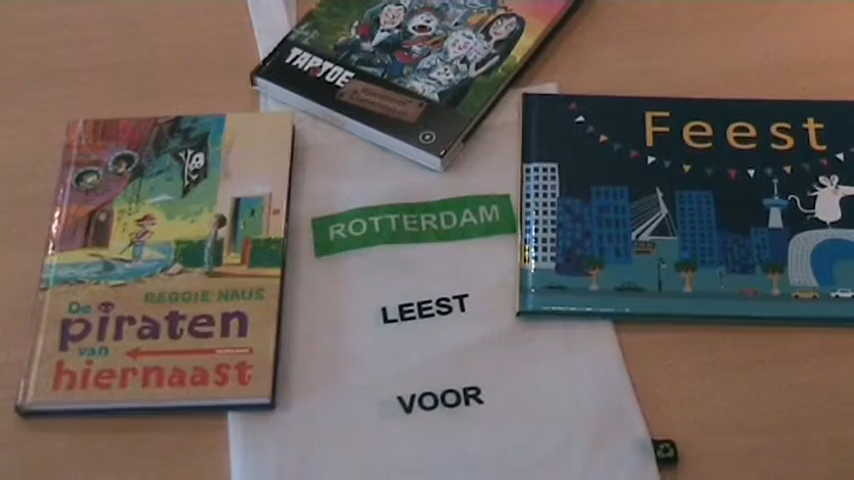 TAPTOE
Feest
ROTTERDAM
LEEST
VOOR
REGGIE NAUS
De
piraten
van
hiernaast